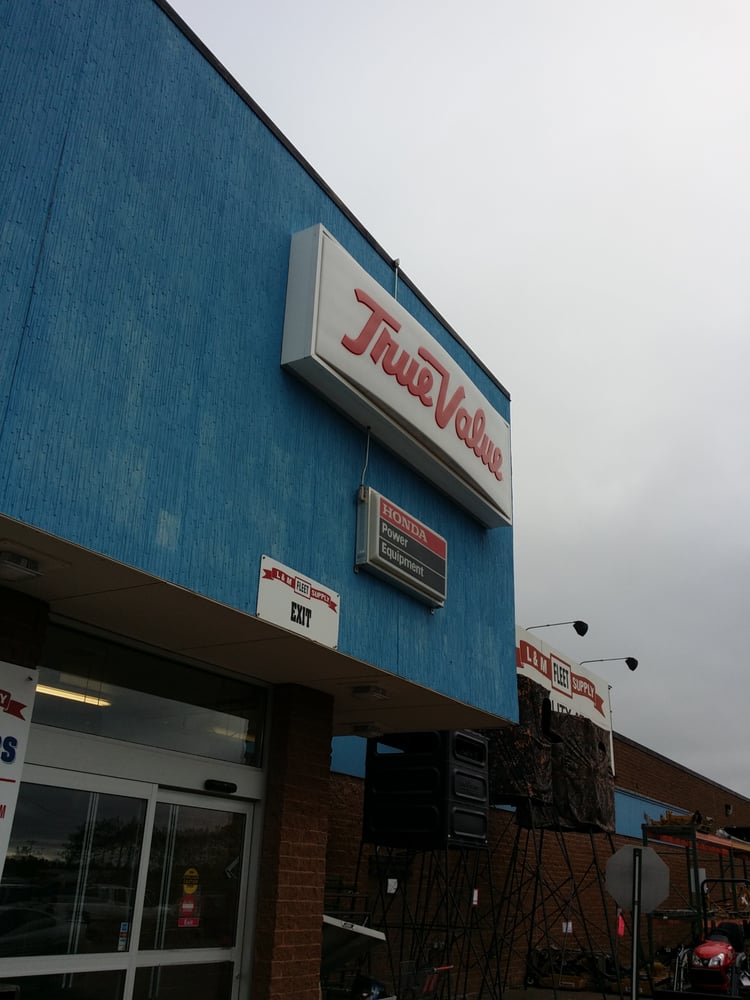 True Value
HONDA
Power
Equipment
L & M FLEET SUPPLY
EXIT
L & M FLEET SUPPLY